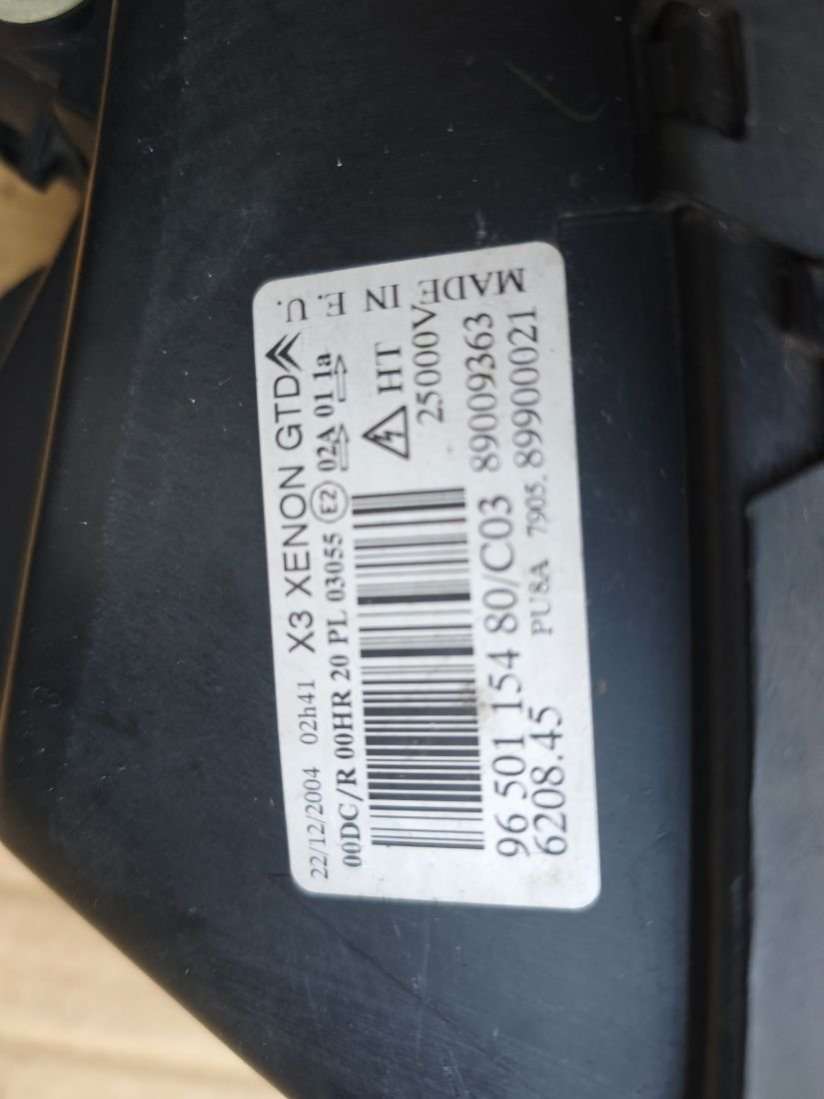 22/12/2004 02h41 X3 XENON GTD
00DC/R 00HR 20 PL 03055 E2 02A 01 1a
HT
25000V
96 501 154 80/C03 89009363
6208.45 PU8A 7905. 89900021
MADE IN E.U.